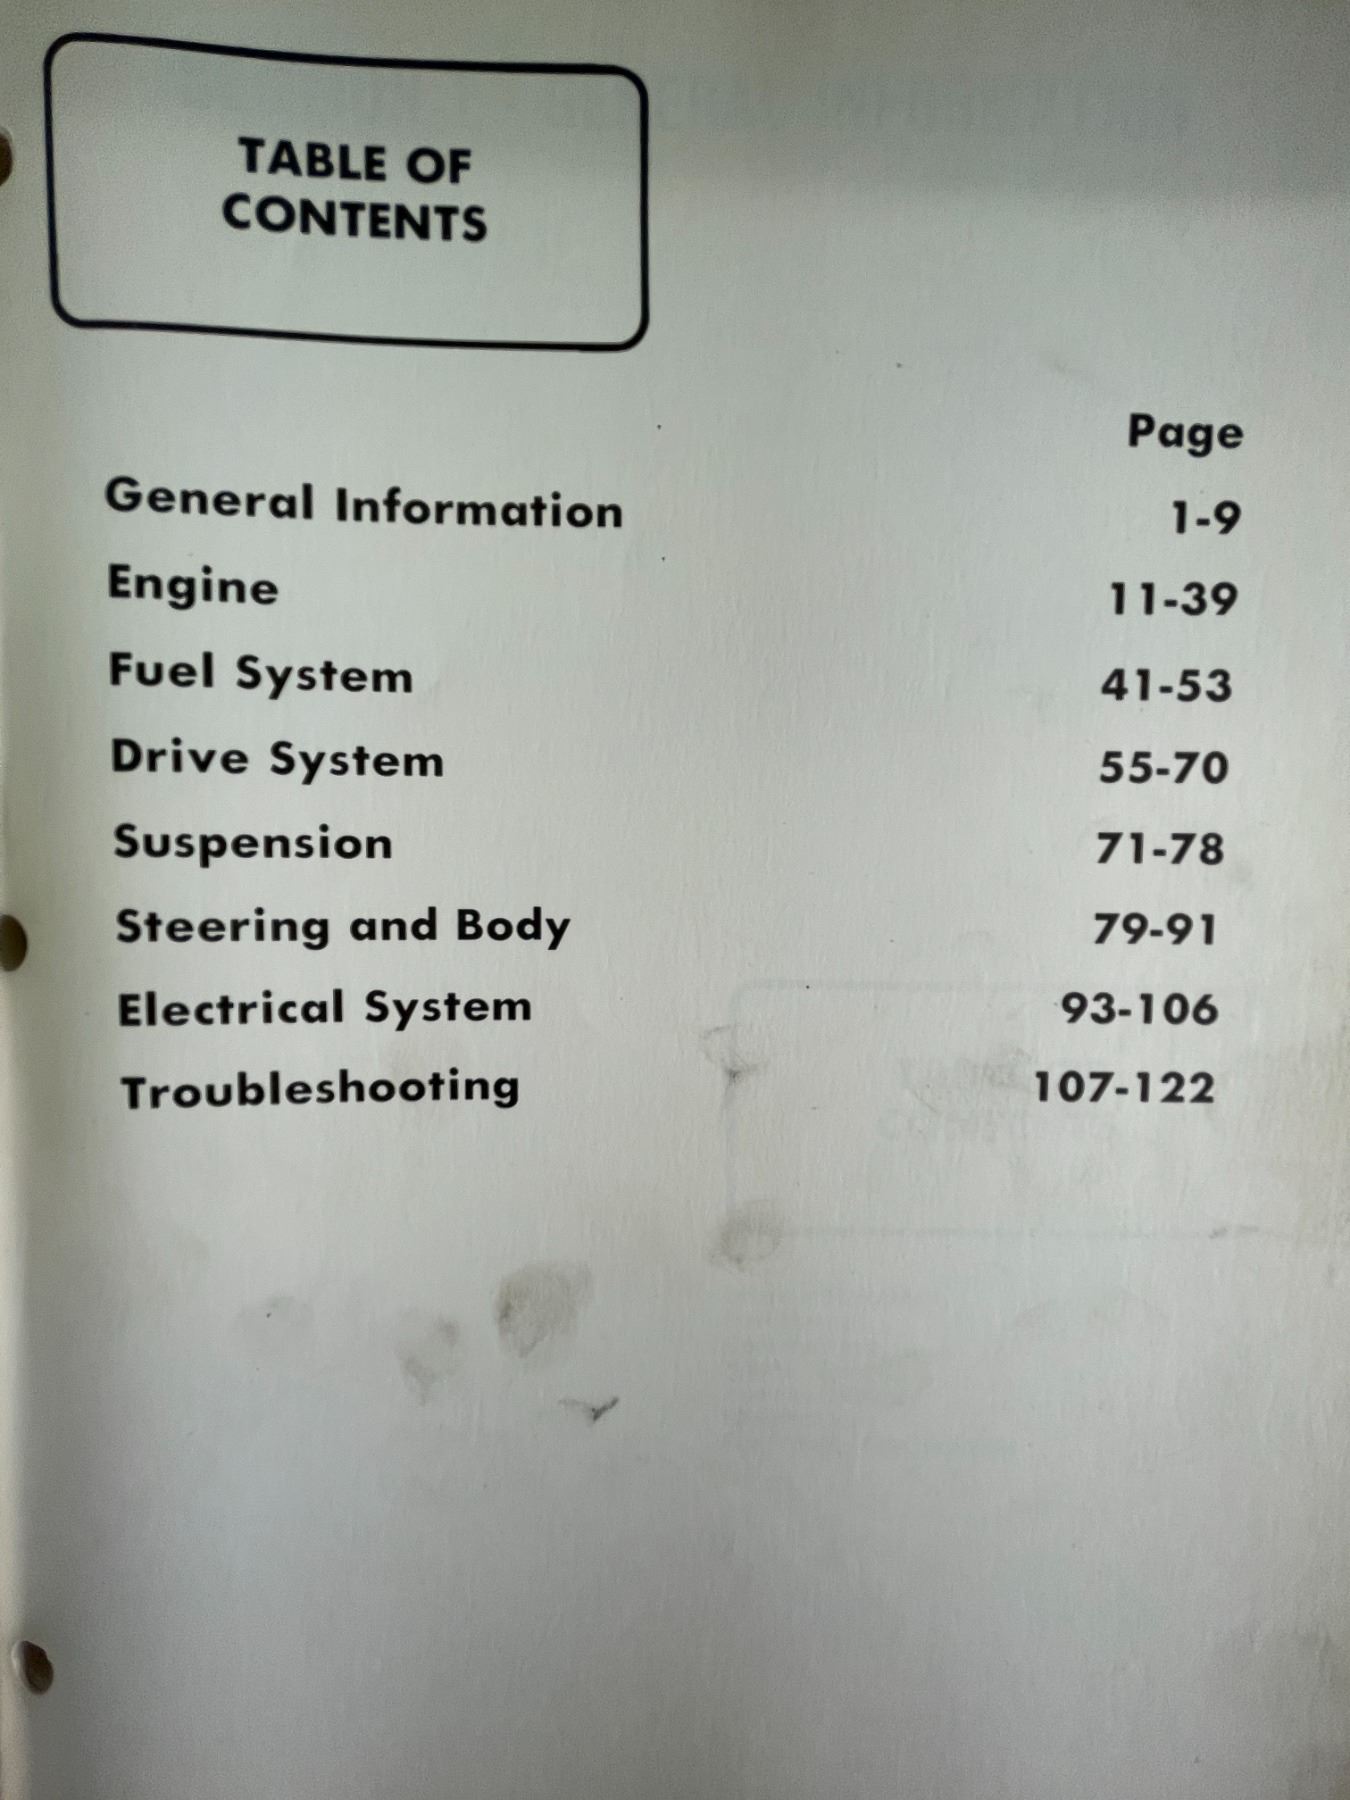 TABLE OF
CONTENTS
Page
General Information 1-9
Engine 11-39
Fuel System 41-53
Drive System 55-70
Suspension 71-78
Steering and Body 79-91
Electrical System 93-106
Troubleshooting 107-122